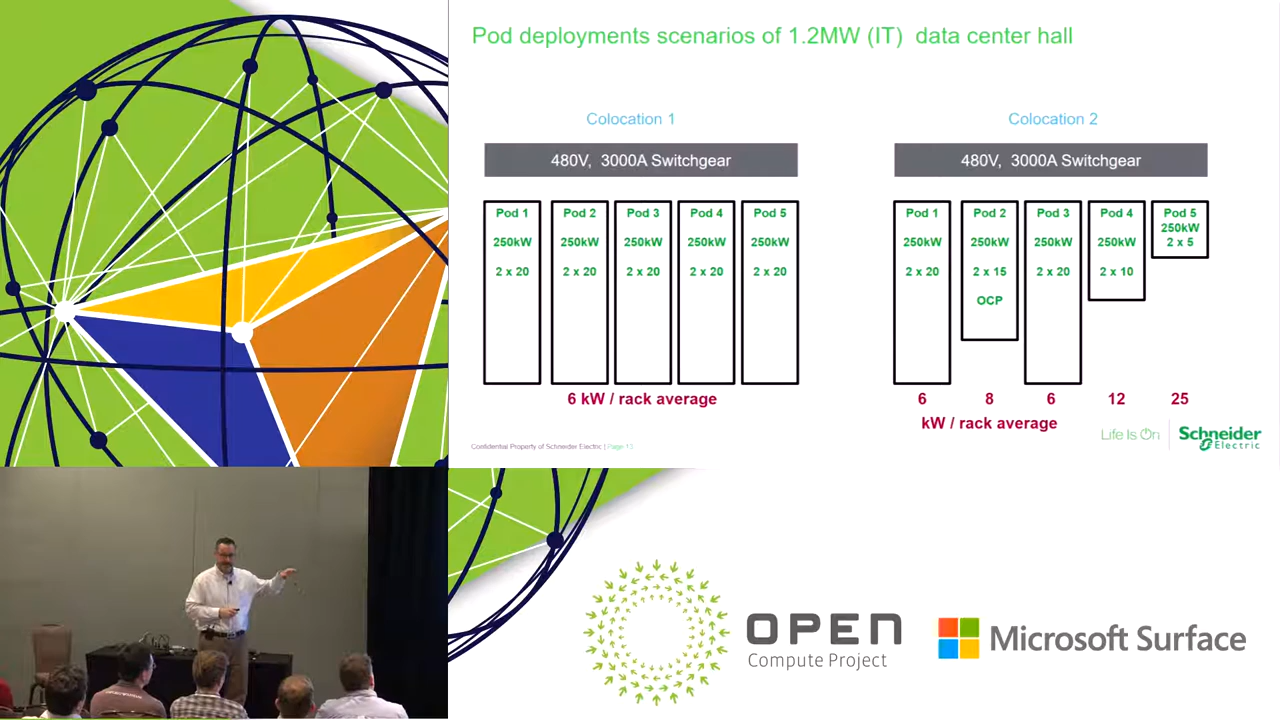 Pod deployments scenarios of 1.2MW (IT) data center hall
Colocation 1
480V, 3000A Switchgear
Pod 1
250kW
2 x 20
Pod 2
250kW
2 x 20
Pod 3
250kW
2 x 20
Pod 4
250kW
2 x 20
Pod 5
250kW
2 x 20
6 kW / rack average
Colocation 2
480V, 3000A Switchgear
Pod 1
250kW
2 x 20
Pod 2
250kW
2 x 15
OCP
Pod 3
250kW
2 x 20
Pod 4
250kW
2 x 10
Pod 5
250kW
2 x 5
6 8 6 12 25
kW / rack average
Confidential Property of Schneider Electric | Page 13
Life Is On
Schneider
Electric
OPEN
Compute Project
Microsoft Surface